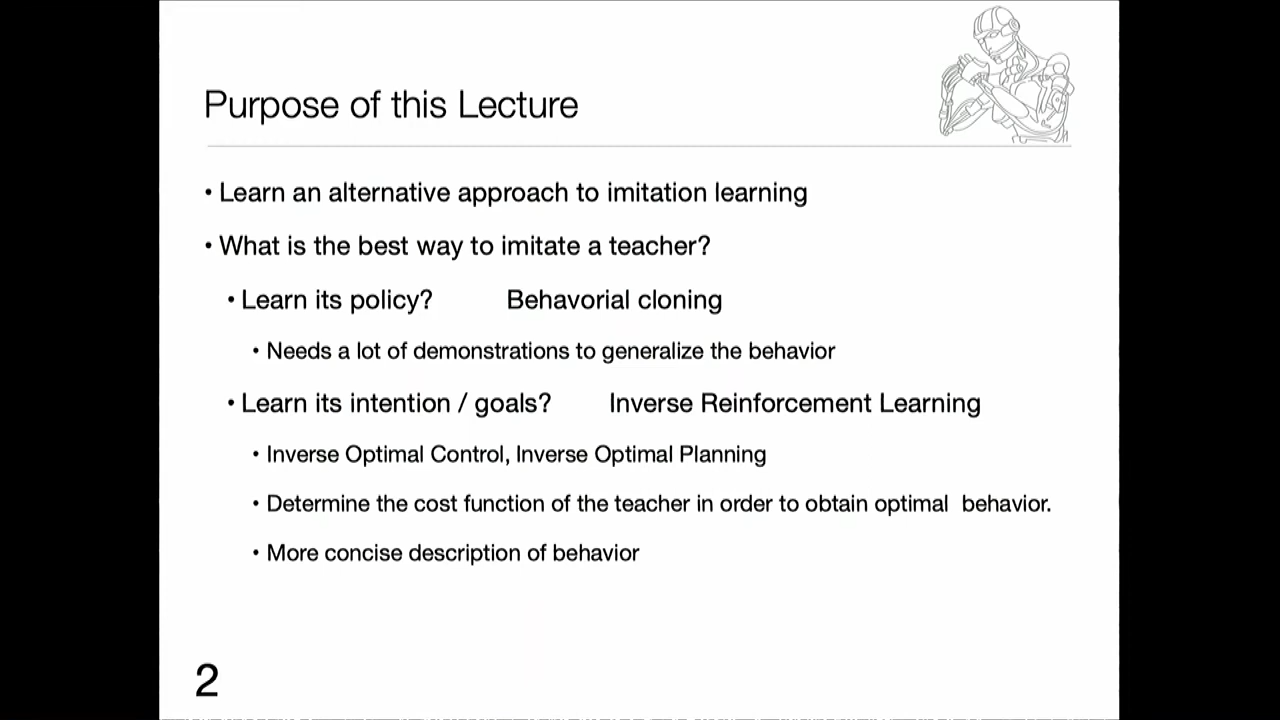 Purpose of this Lecture
• Learn an alternative approach to imitation learning
• What is the best way to imitate a teacher?
• Learn its policy? Behavorial cloning
• Needs a lot of demonstrations to generalize the behavior
• Learn its intention / goals? Inverse Reinforcement Learning
• Inverse Optimal Control, Inverse Optimal Planning
• Determine the cost function of the teacher in order to obtain optimal behavior.
• More concise description of behavior
2